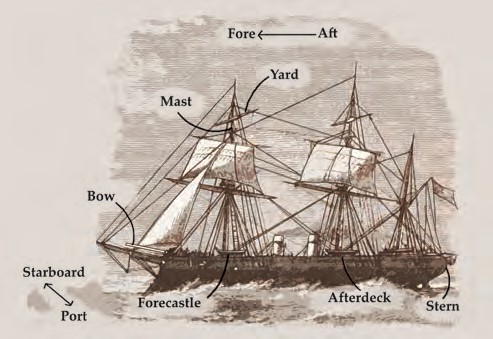 Fore
Aft
Yard
Mast
Bow
Starboard
Port
Forecastle
Afterdeck
Stern